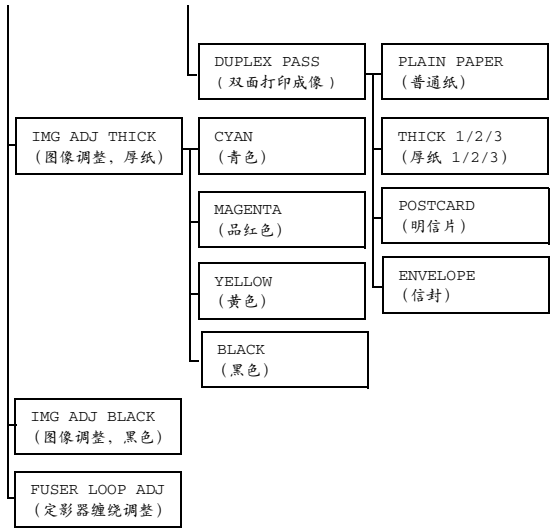 DUPLEX PASS
(双面打印成像)
PLAIN PAPER
(普通纸)
IMG ADJ THICK
(图像调整, 厚纸)
CYAN
(青色)
THICK 1/2/3
(厚纸 1/2/3)
MAGENTA
(品红色)
POSTCARD
(明信片)
YELLOW
(黄色)
ENVELOPE
(信封)
BLACK
(黑色)
IMG ADJ BLACK
(图像调整, 黑色)
FUSER LOOP ADJ
(定影器缠绕调整)